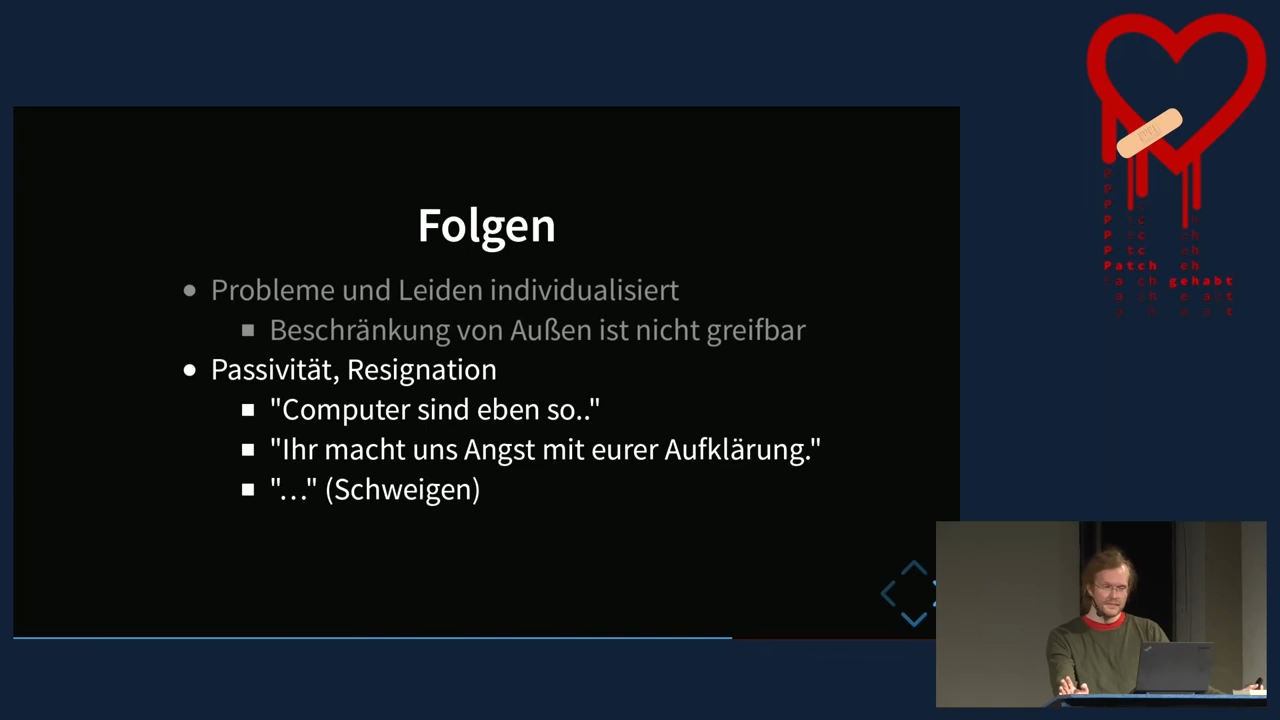 Folgen
Probleme und Leiden individualisiert
Beschränkung von Außen ist nicht greifbar
Passivität, Resignation
"Computer sind eben so.."
"Ihr macht uns Angst mit eurer Aufklärung."
"…" (Schweigen)
Patch eh
gehabt